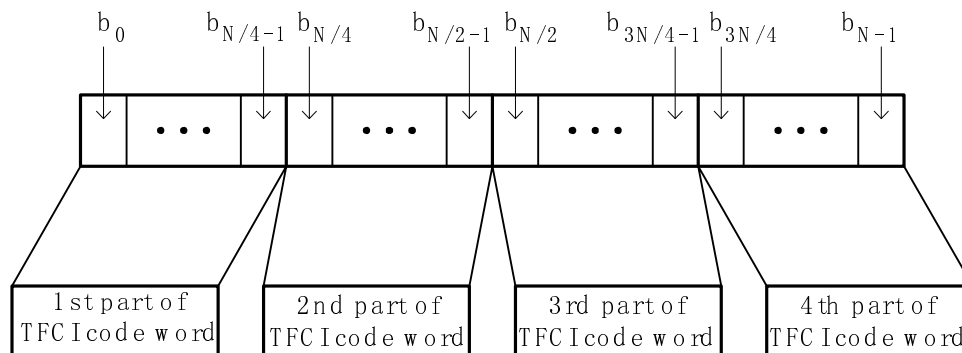 b0 bN/4-1 bN/4 bN/2-1 bN/2 b3N/4-1 b3N/4 bN-1
1st part of
TFCI code word
2nd part of
TFCI code word
3rd part of
TFCI code word
4th part of
TFCI code word